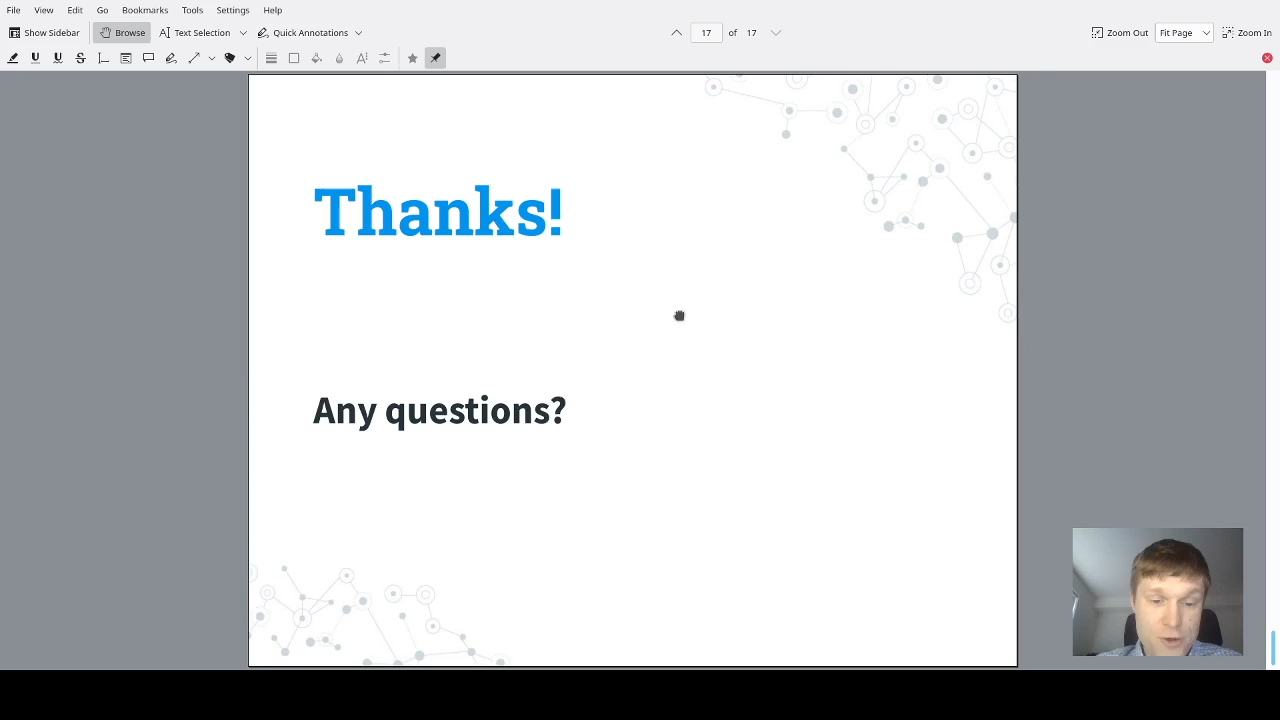 File View Edit Go Bookmarks Tools Settings Help
Show Sidebar Browse Text Selection Quick Annotations 17 of 17 Zoom Out Fit Page Zoom In
Thanks!
Any questions?